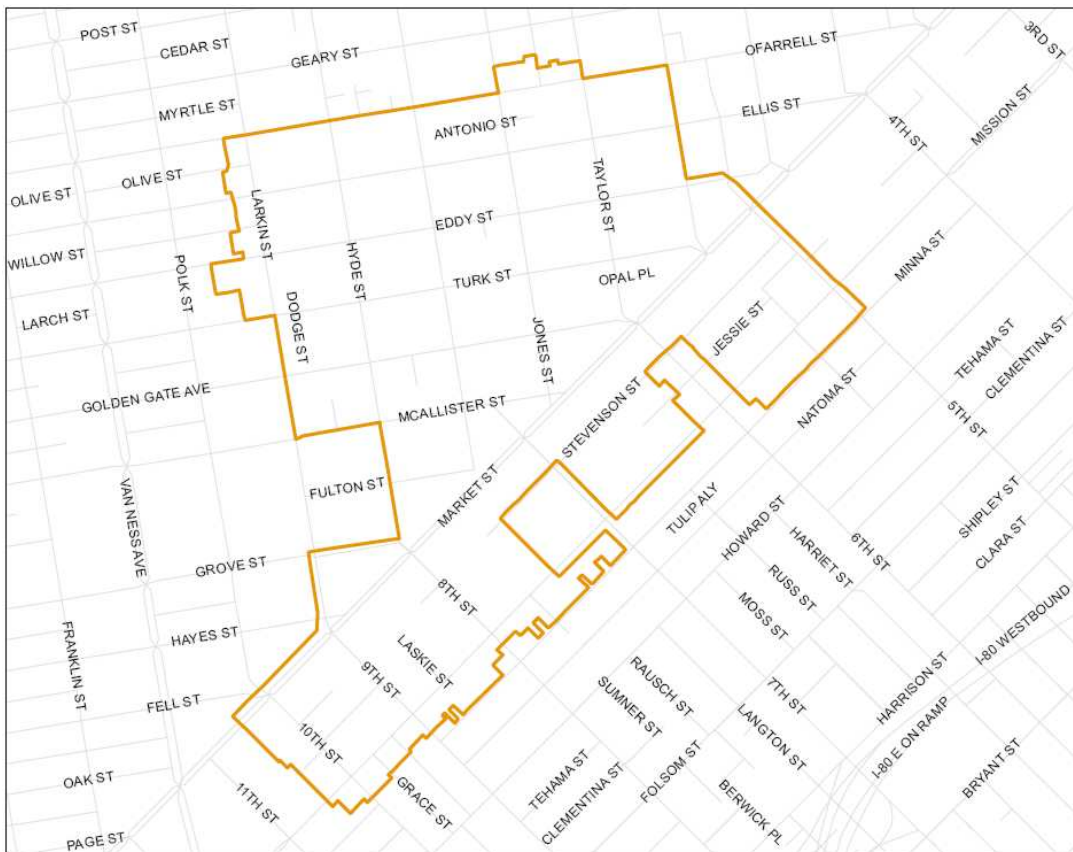 POST ST
CEDAR ST
GEARY ST
OFARRELL ST
3RD ST
MYRTLE ST
ANTONIO ST
ELLIS ST
4TH ST
MISSION ST
OLIVE ST
OLIVE ST
LARKIN ST
TAYLOR ST
EDDY ST
WILLOW ST
POLK ST
HYDE ST
TURK ST
OPAL PL
MINNA ST
LARCH ST
DODGE ST
JONES ST
JESSIE ST
TEHAMA ST
CLEMENTINA ST
GOLDEN GATE AVE
MCALLISTER ST
STEVENSON ST
NATOMA ST
5TH ST
VAN NESS AVE
FULTON ST
MARKET ST
TULIP ALY
HOWARD ST
HARRIET ST
6TH ST
SHIPLEY ST
CLARA ST
GROVE ST
8TH ST
RUSS ST
MOSS ST
I-80 WESTBOUND
FRANKLIN ST
HAYES ST
LASKIE ST
9TH ST
RAUSCH ST
SUMNER ST
7TH ST
LANGTON ST
HARRISON ST
FELL ST
10TH ST
I-80 E ON RAMP
OAK ST
11TH ST
GRACE ST
TEHAMA ST
CLEMENTINA ST
FOLSOM ST
BERWICK PL
BRYANT ST
PAGE ST